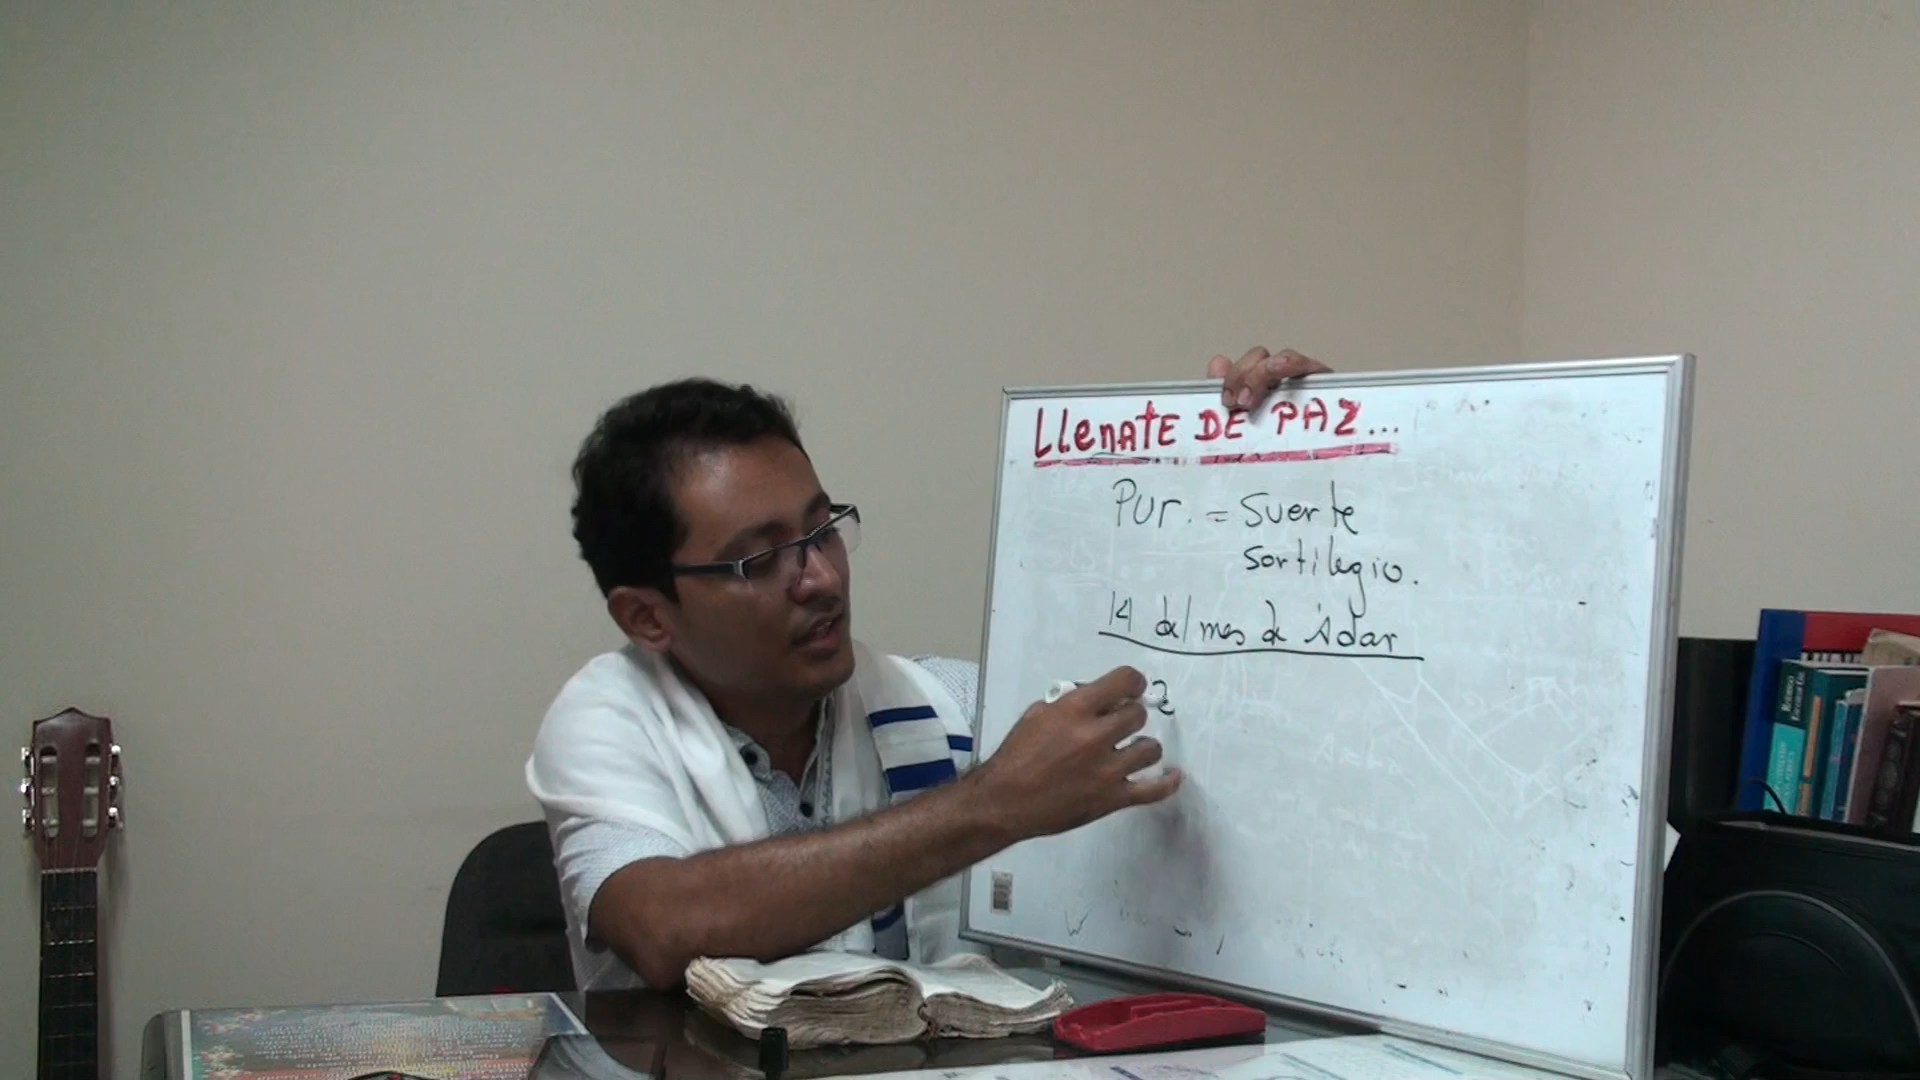 LlenATE DE PAZ...
Pur. = Suerte
sortilegio.
14 del mes de Adar